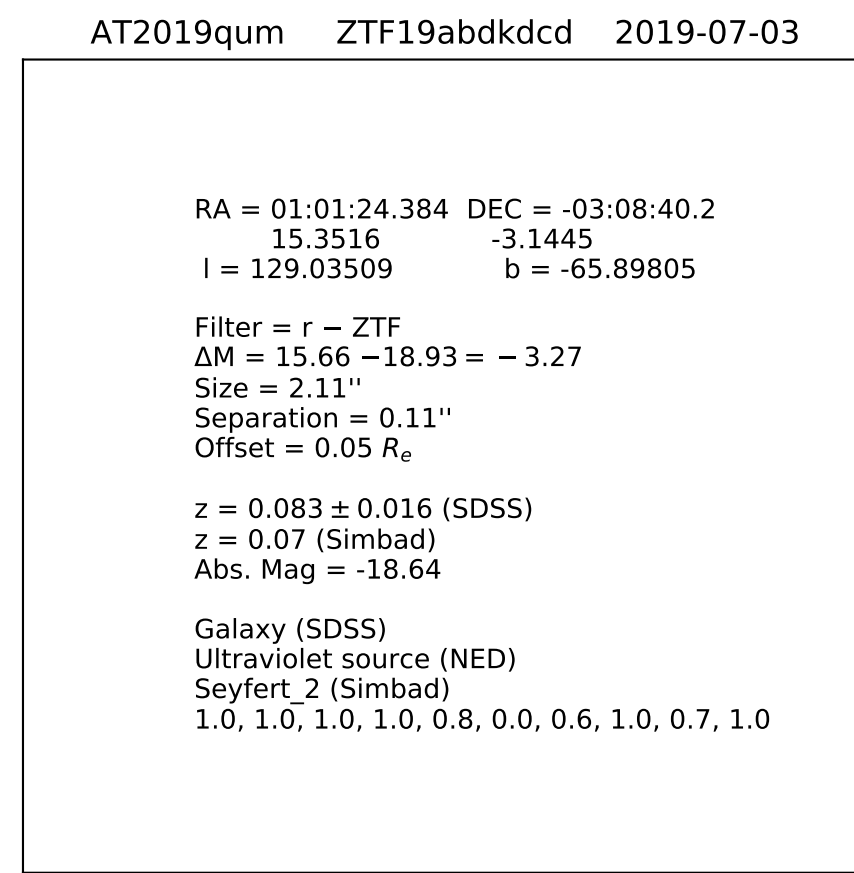 AT2019qum ZTF19abdkdcd 2019-07-03
RA = 01:01:24.384 DEC = -03:08:40.2
15.3516 -3.1445
l = 129.03509 b = -65.89805
Filter = r − ZTF
ΔM = 15.66 −18.93 = − 3.27
Size = 2.11''
Separation = 0.11''
Offset = 0.05 Re
z = 0.083 ± 0.016 (SDSS)
z = 0.07 (Simbad)
Abs. Mag = -18.64
Galaxy (SDSS)
Ultraviolet source (NED)
Seyfert_2 (Simbad)
1.0, 1.0, 1.0, 1.0, 0.8, 0.0, 0.6, 1.0, 0.7, 1.0